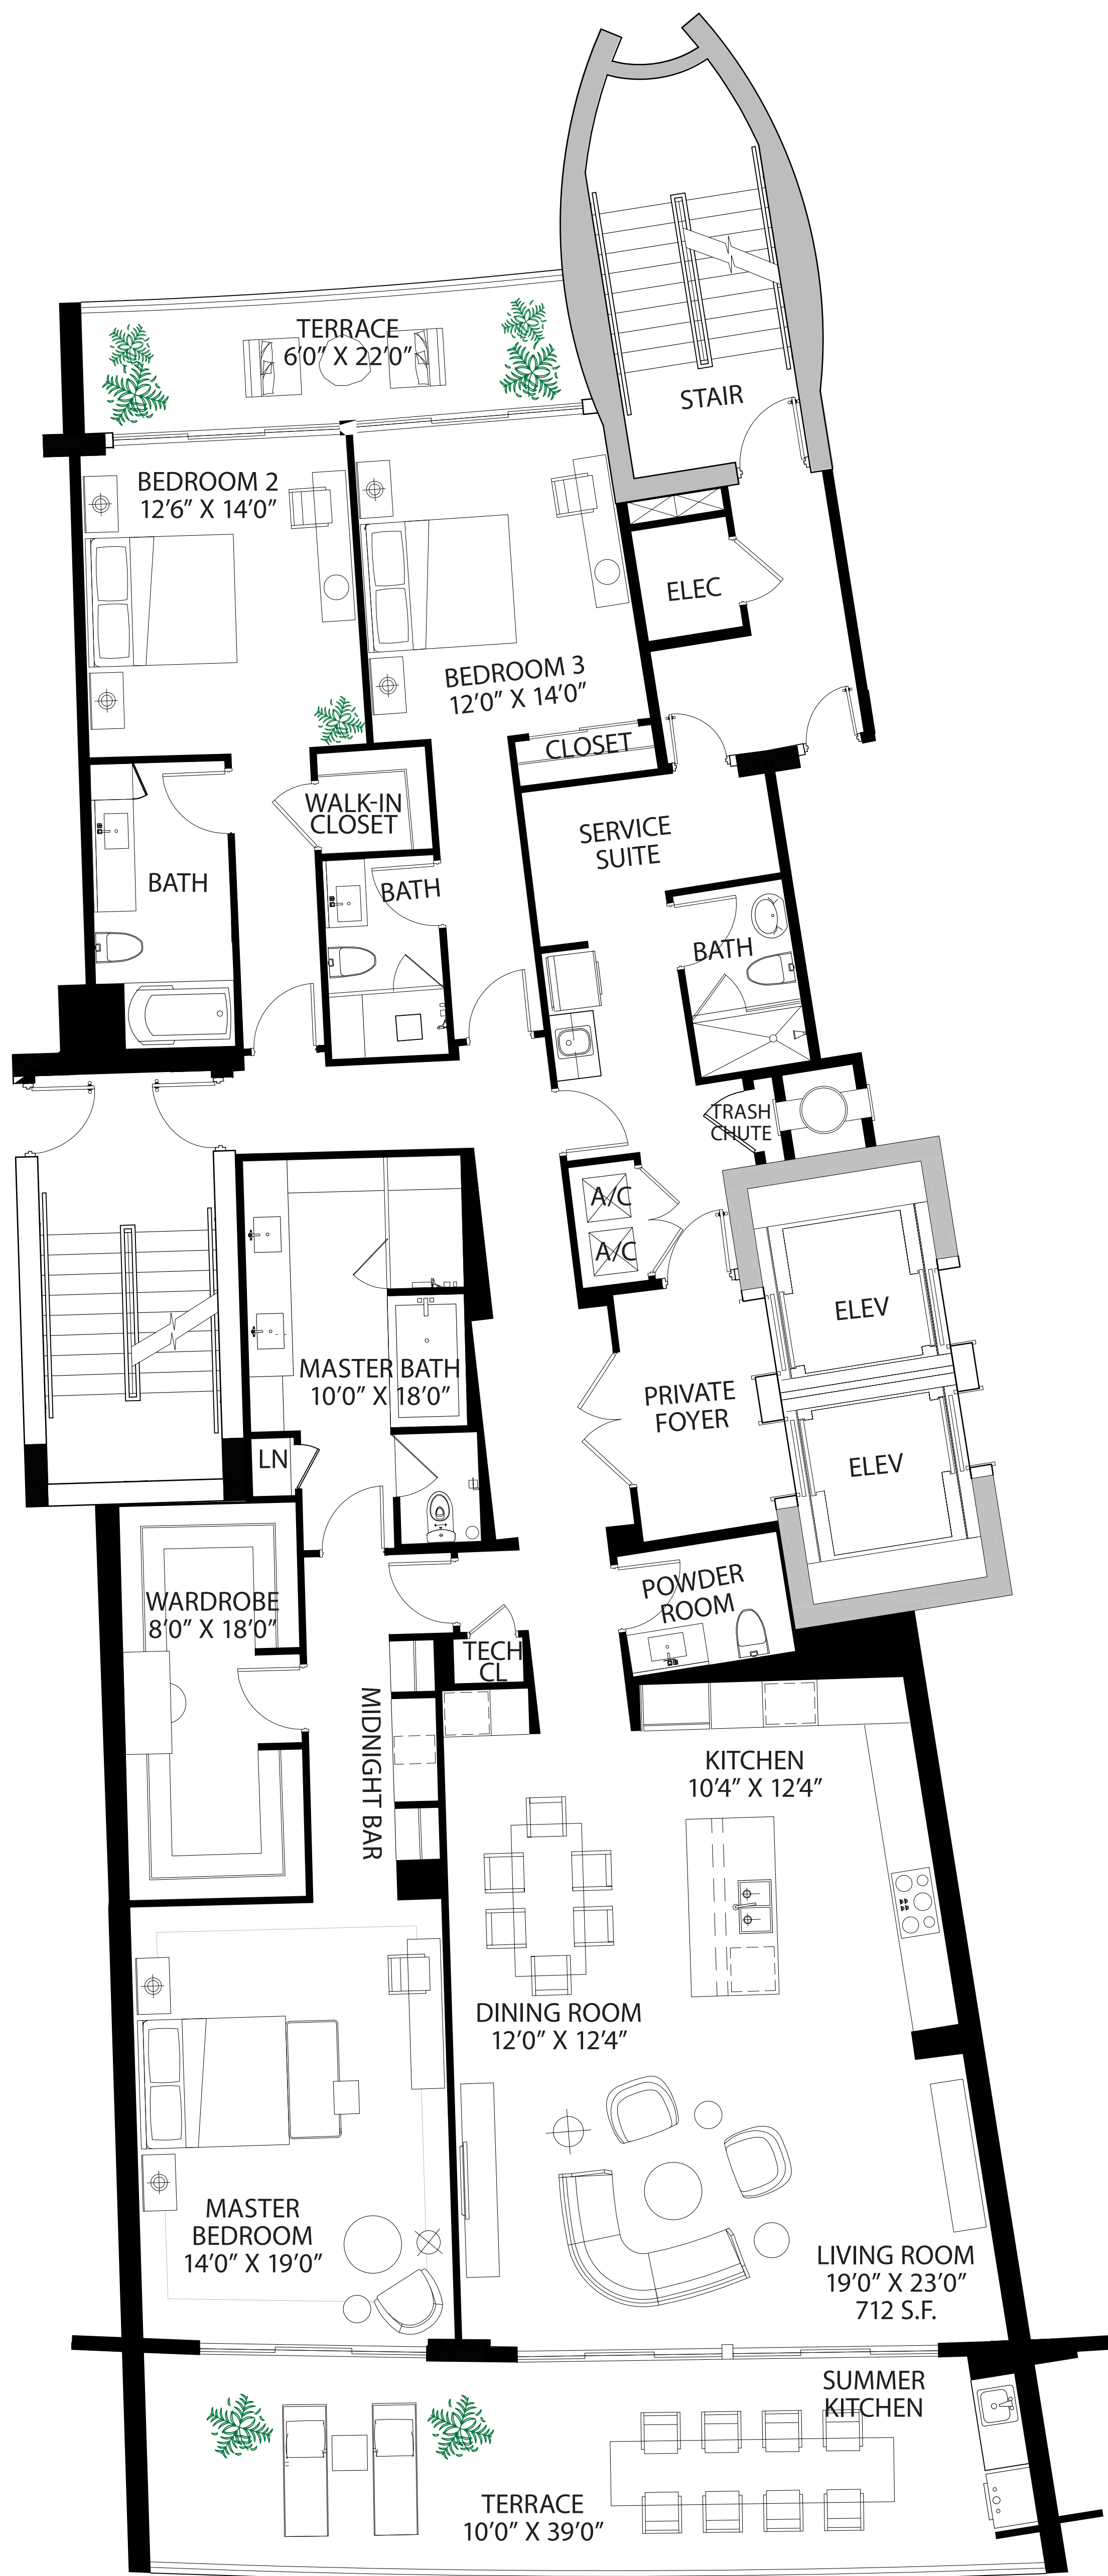 TERRACE
6'0” X 22'0”
STAIR
BEDROOM 2
12'6” X 14'0”
ELEC
BEDROOM 3
12'0” X 14'0”
CLOSET
WALK-IN
CLOSET
SERVICE
SUITE
BATH
BATH
BATH
TRASH
CHUTE
A/C
A/C
ELEV
MASTER BATH
10'0” X 18'0”
PRIVATE
FOYER
LN
ELEV
WARDROBE
8'0” X 18'0”
POWDER
ROOM
TECH
CL
MIDNIGHT BAR
KITCHEN
10'4” X 12'4”
DINING ROOM
12'0” X 12'4”
MASTER
BEDROOM
14'0” X 19'0”
LIVING ROOM
19'0” X 23'0”
712 S.F.
SUMMER
KITCHEN
TERRACE
10'0” X 39'0”